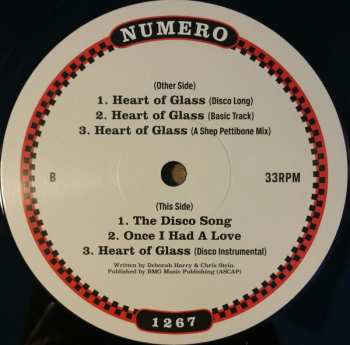 NUMERO
(Other Side)
1. Heart of Glass (Disco Long)
2. Heart of Glass (Basic Track)
3. Heart of Glass (A Shep Pettibone Mix)
B 33RPM
(This Side)
1. The Disco Song
2. Once I Had A Love
3. Heart of Glass (Disco Instrumental)
Written by Deborah Harry & Chris Stein.
Published by BMG Music Publishing (ASCAP)
1267